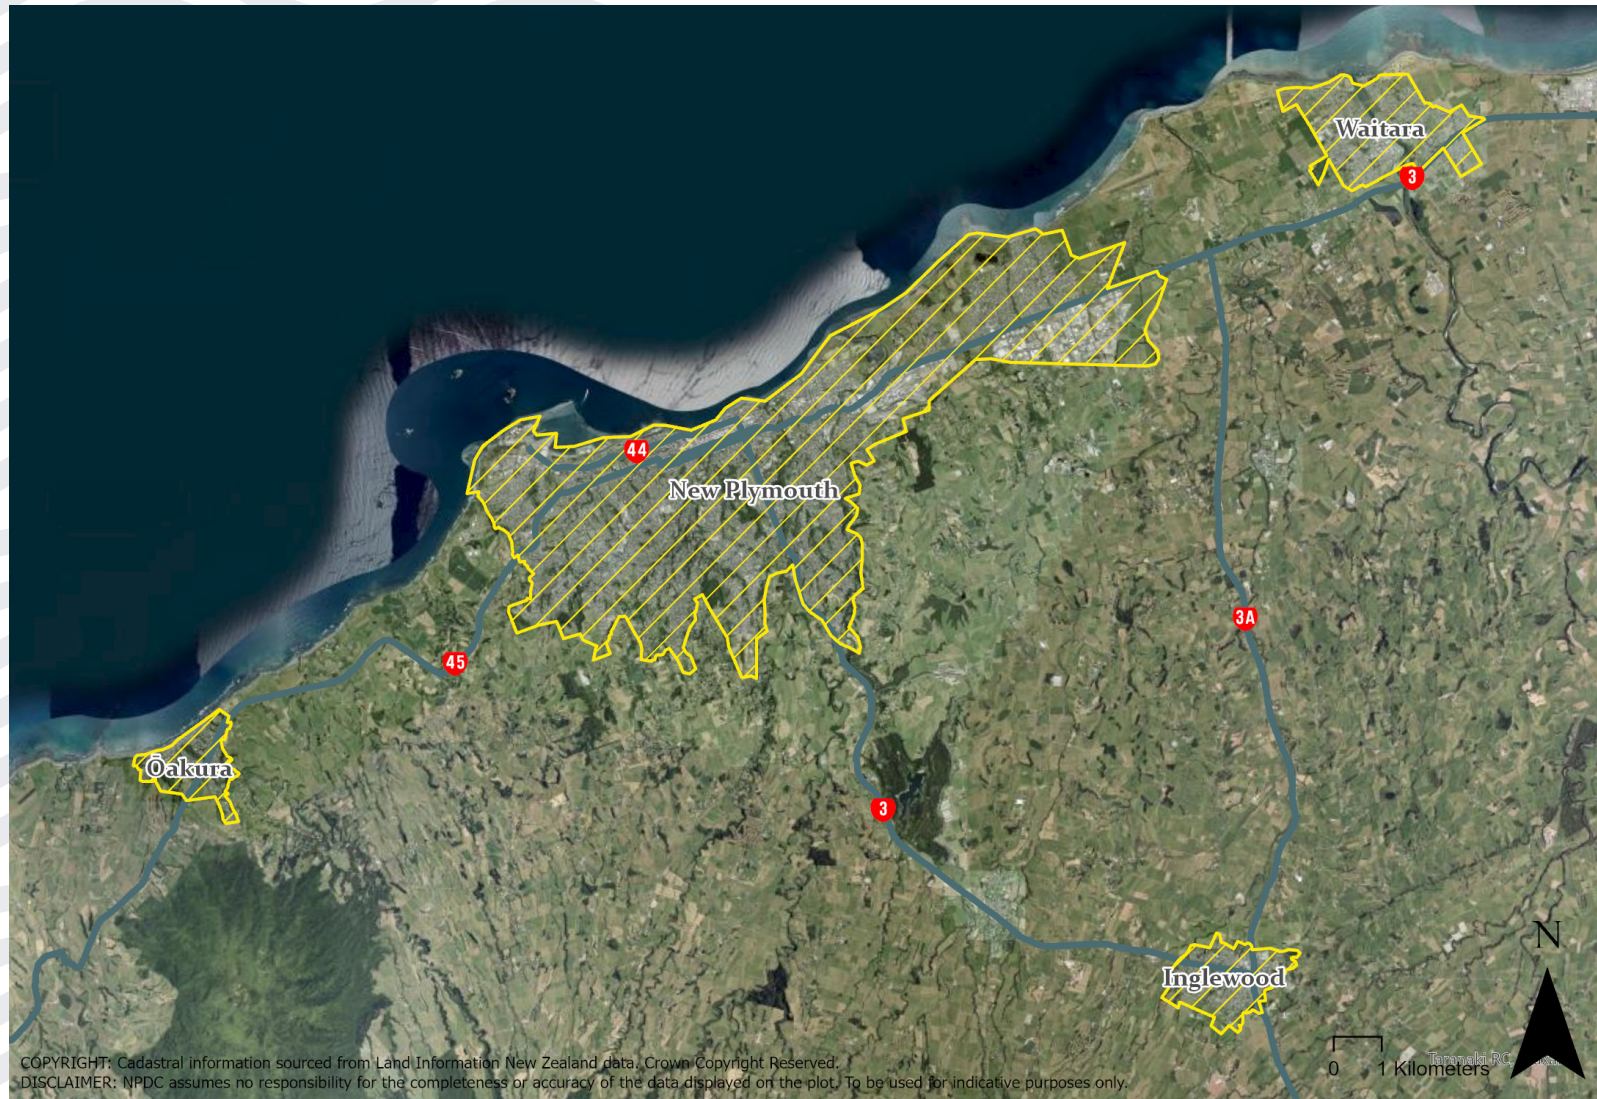 Waitara
3
44
New Plymouth
3A
45
Ōakura
3
N
Inglewood
COPYRIGHT: Cadastral information sourced from Land Information New Zealand data. Crown Copyright Reserved.
DISCLAIMER: NPDC assumes no responsibility for the completeness or accuracy of the data displayed on the plot. To be used for indicative purposes only.
0 1 Kilometers
Taranaki RC,